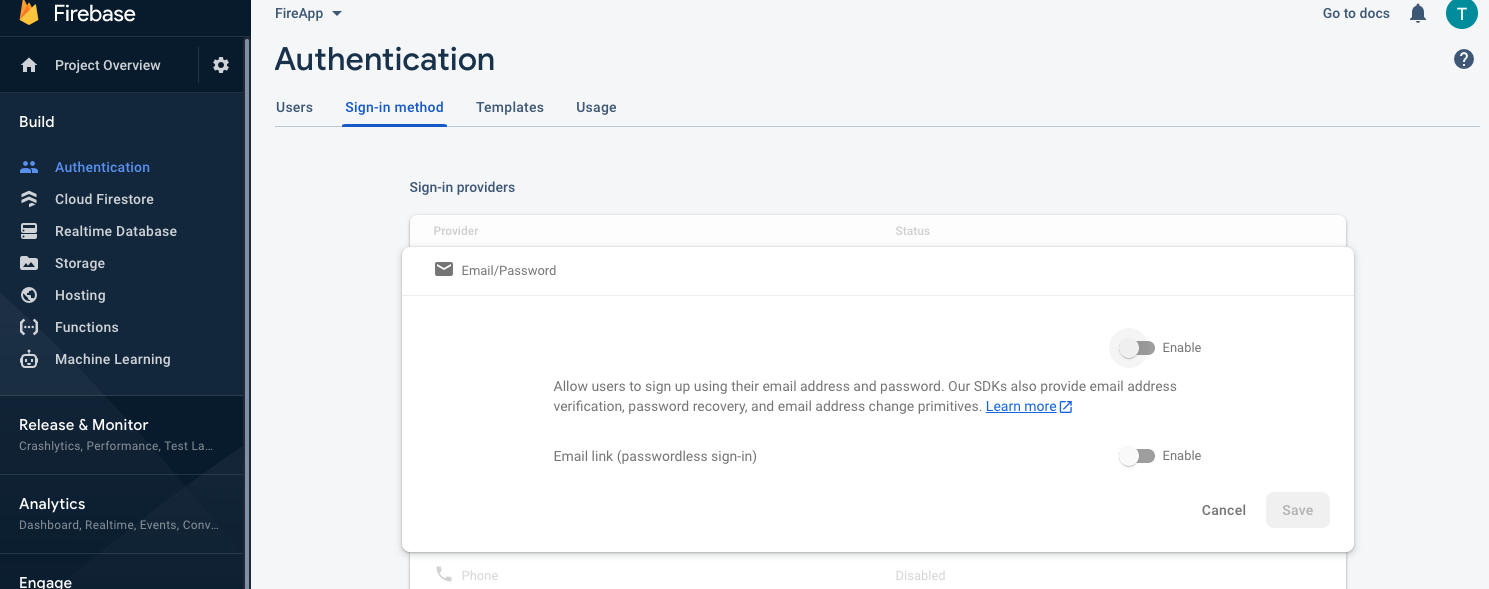 Firebase
FireApp
Go to docs
T
Project Overview
Authentication
?
Users
Sign-in method
Templates
Usage
Build
Authentication
Cloud Firestore
Realtime Database
Storage
Hosting
Functions
Machine Learning
Release & Monitor
Crashlytics, Performance, Test La...
Analytics
Dashboard, Realtime, Events, Conv...
Engage
Sign-in providers
Provider
Status
Email/Password
Enable
Allow users to sign up using their email address and password. Our SDKs also provide email address
verification, password recovery, and email address change primitives. Learn more
Email link (passwordless sign-in)
Enable
Cancel
Save
Phone
Disabled